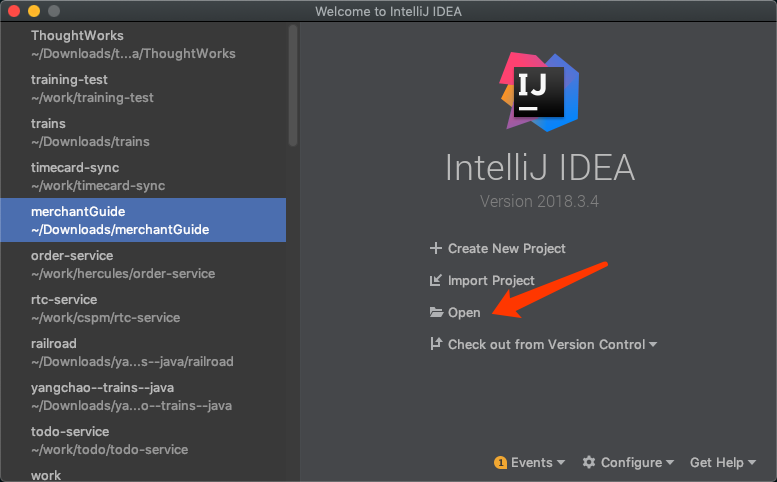 Welcome to IntelliJ IDEA
ThoughtWorks
~/Downloads/t...a/ThoughtWorks
training-test
~/work/training-test
trains
~/Downloads/trains
timecard-sync
~/work/timecard-sync
merchantGuide
~/Downloads/merchantGuide
order-service
~/work/hercules/order-service
rtc-service
~/work/cspm/rtc-service
railroad
~/Downloads/ya...s--java/railroad
yangchao--trains--java
~/Downloads/ya...o--trains--java
todo-service
~/work/todo/todo-service
work
IJ
IntelliJ IDEA
Version 2018.3.4
Create New Project
Import Project
Open
Check out from Version Control
1 Events
Configure
Get Help